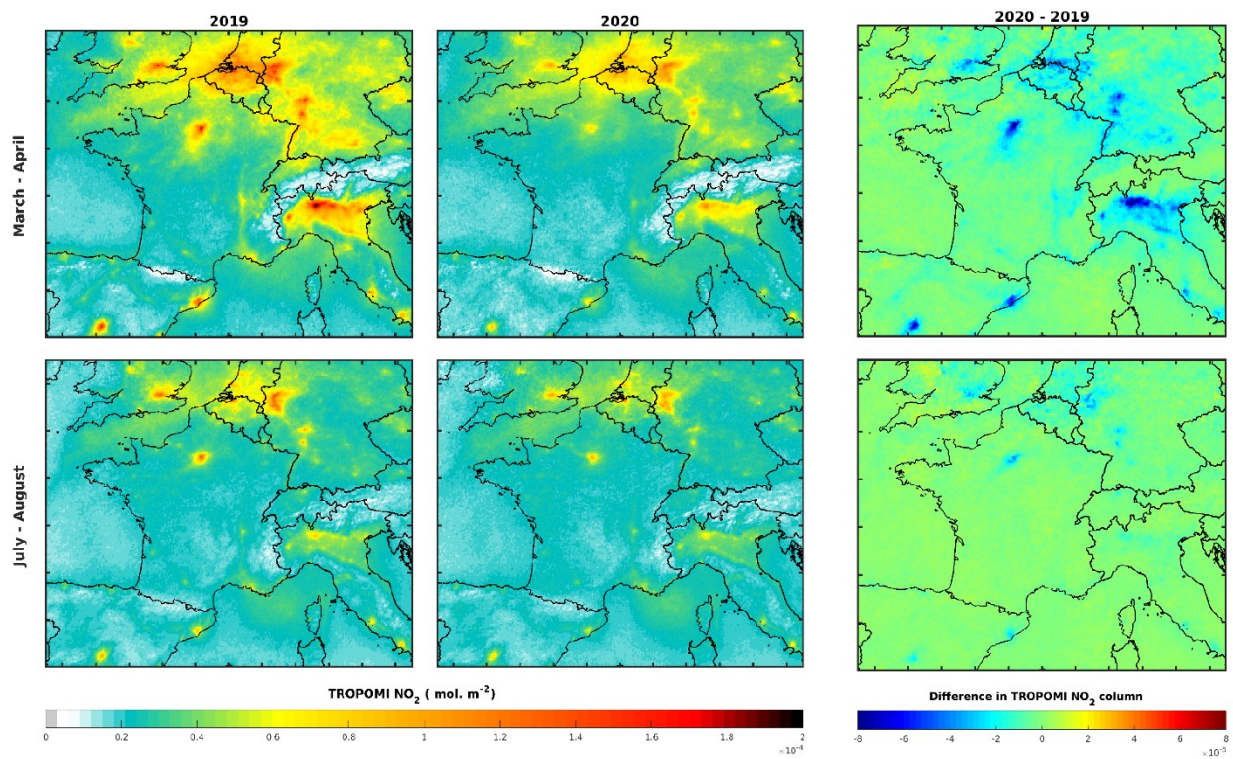 2019
2020
2020 - 2019
March - April
July - August
TROPOMI NO2 ( mol. m-2)
0 0.2 0.4 0.6 0.8 1 1.2 1.4 1.6 1.8 2
×10-4
Difference in TROPOMI NO2 column
-8 -6 -4 -2 0 2 4 6 8
×10-5